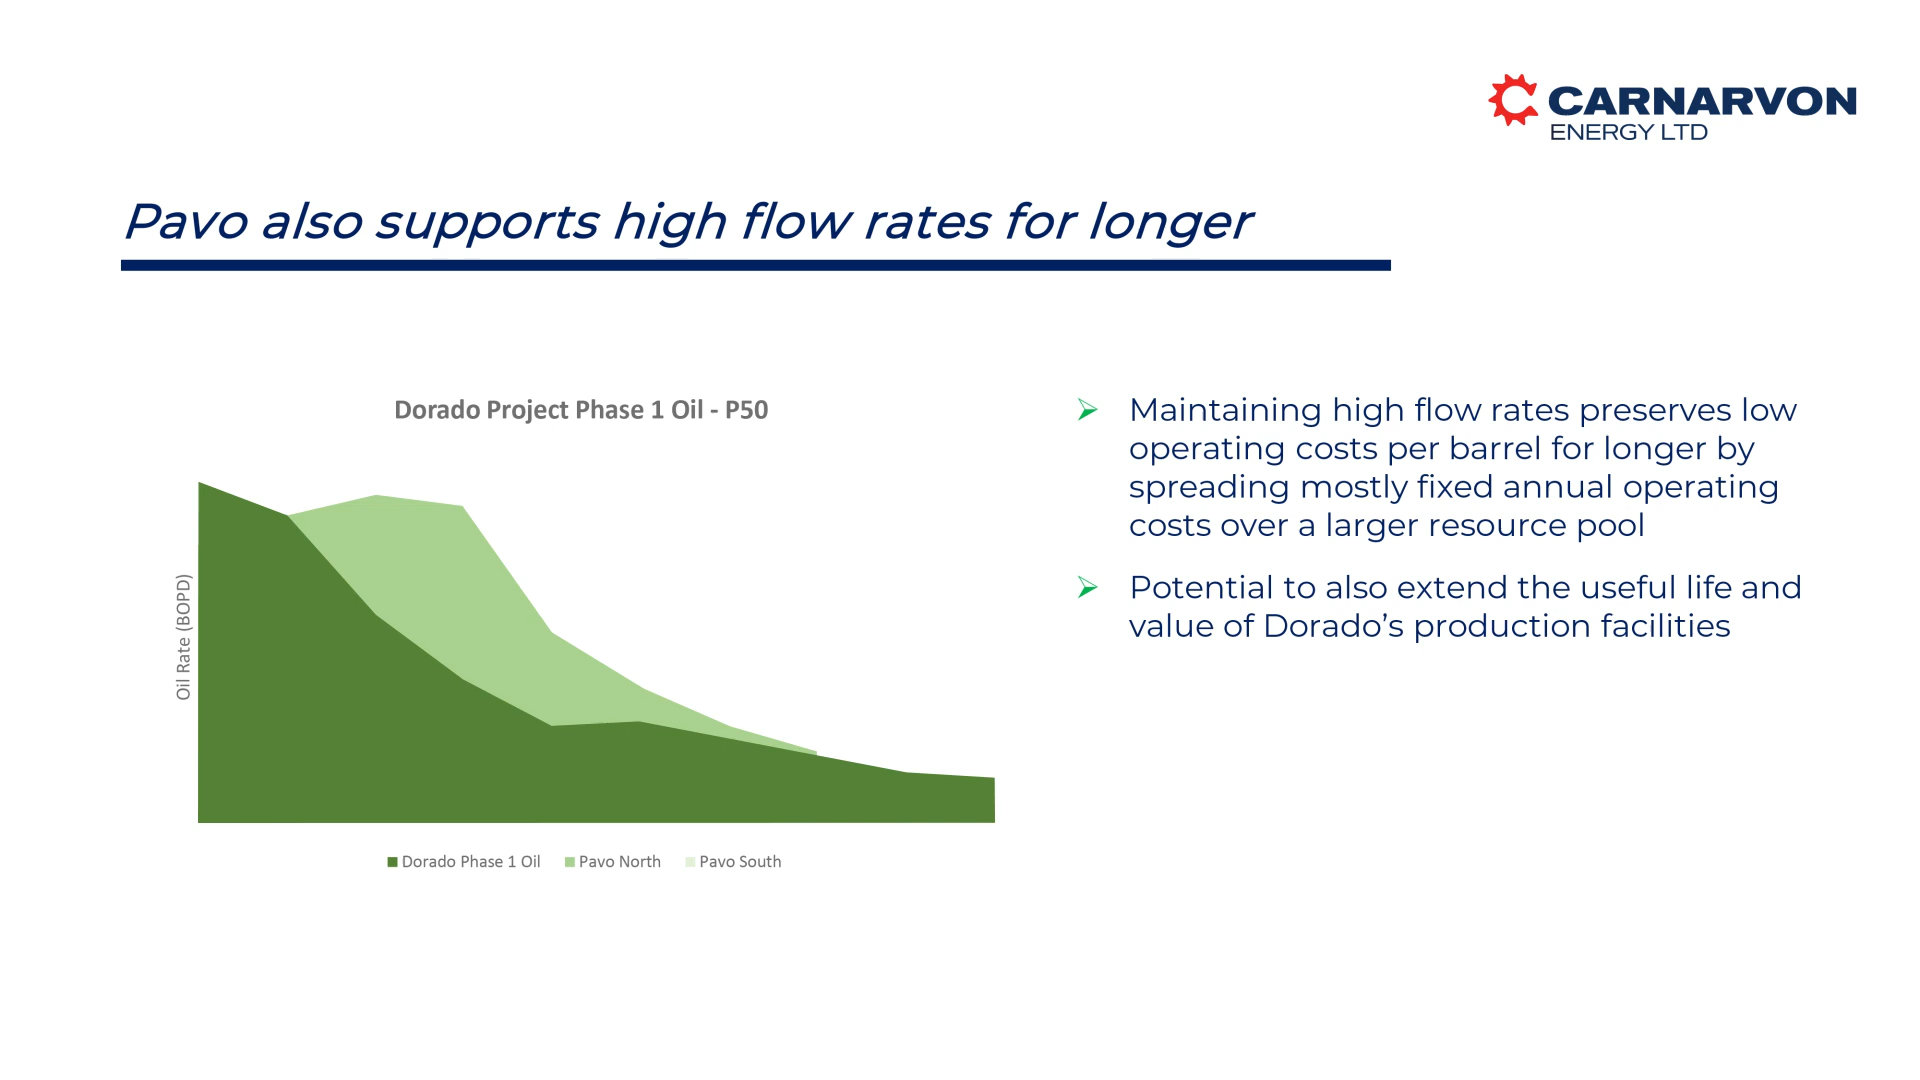 CARNARVON
ENERGY LTD
Pavo also supports high flow rates for longer
Dorado Project Phase 1 Oil - P50
Oil Rate (BOPD)
Dorado Phase 1 Oil
Pavo North
Pavo South
Maintaining high flow rates preserves low
operating costs per barrel for longer by
spreading mostly fixed annual operating
costs over a larger resource pool
Potential to also extend the useful life and
value of Dorado’s production facilities